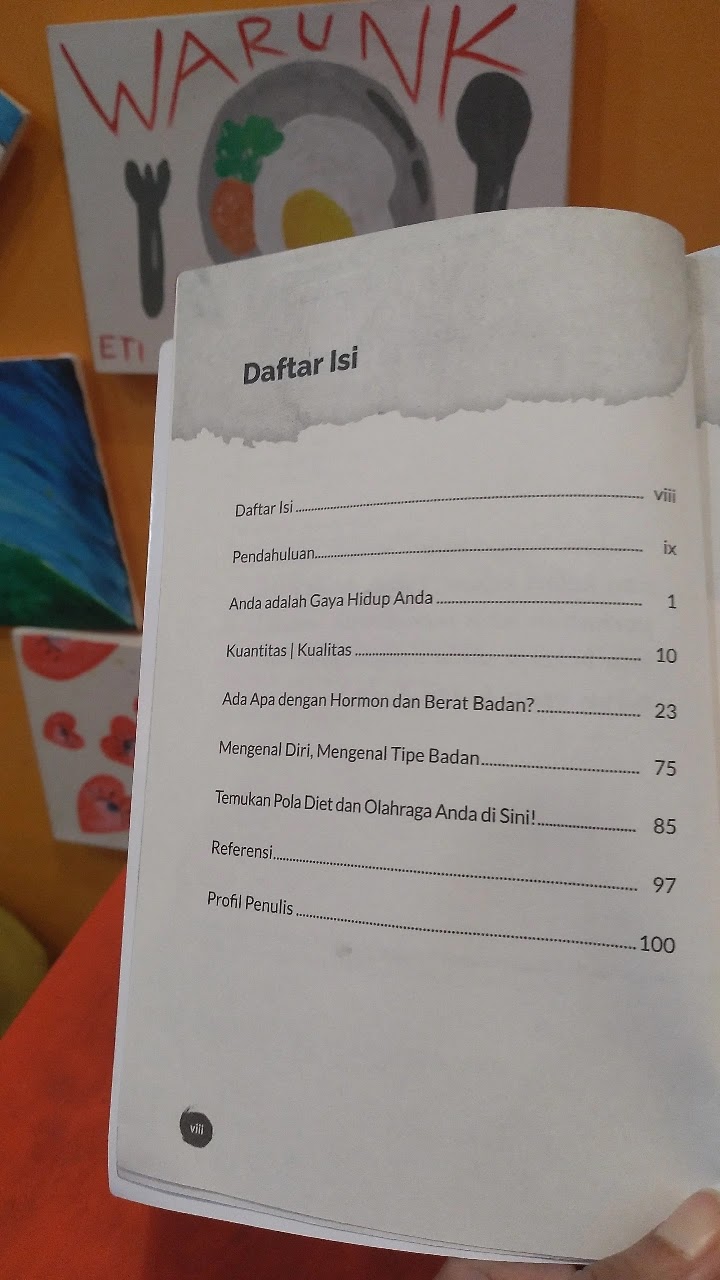 WARUNK
ETI
Daftar Isi
Daftar Isi ........ viii
Pendahuluan ........ ix
Anda adalah Gaya Hidup Anda ........ 1
Kuantitas | Kualitas ........ 10
Ada Apa dengan Hormon dan Berat Badan? ........ 23
Mengenal Diri, Mengenal Tipe Badan ........ 75
Temukan Pola Diet dan Olahraga Anda di Sini! ........ 85
Referensi ........ 97
Profil Penulis ........ 100
viii